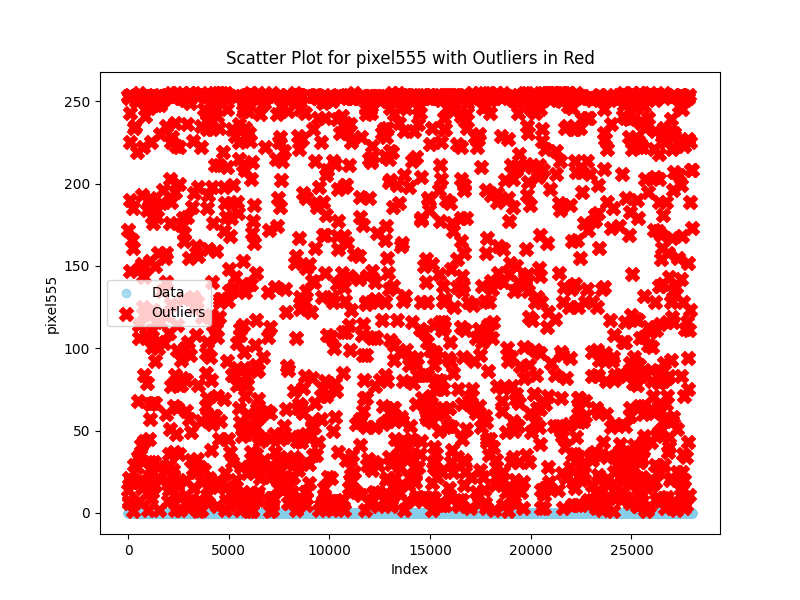 Scatter Plot for pixel555 with Outliers in Red
250
200
150
100
50
0
pixel555
Data
Outliers
0
5000
10000
15000
20000
25000
Index